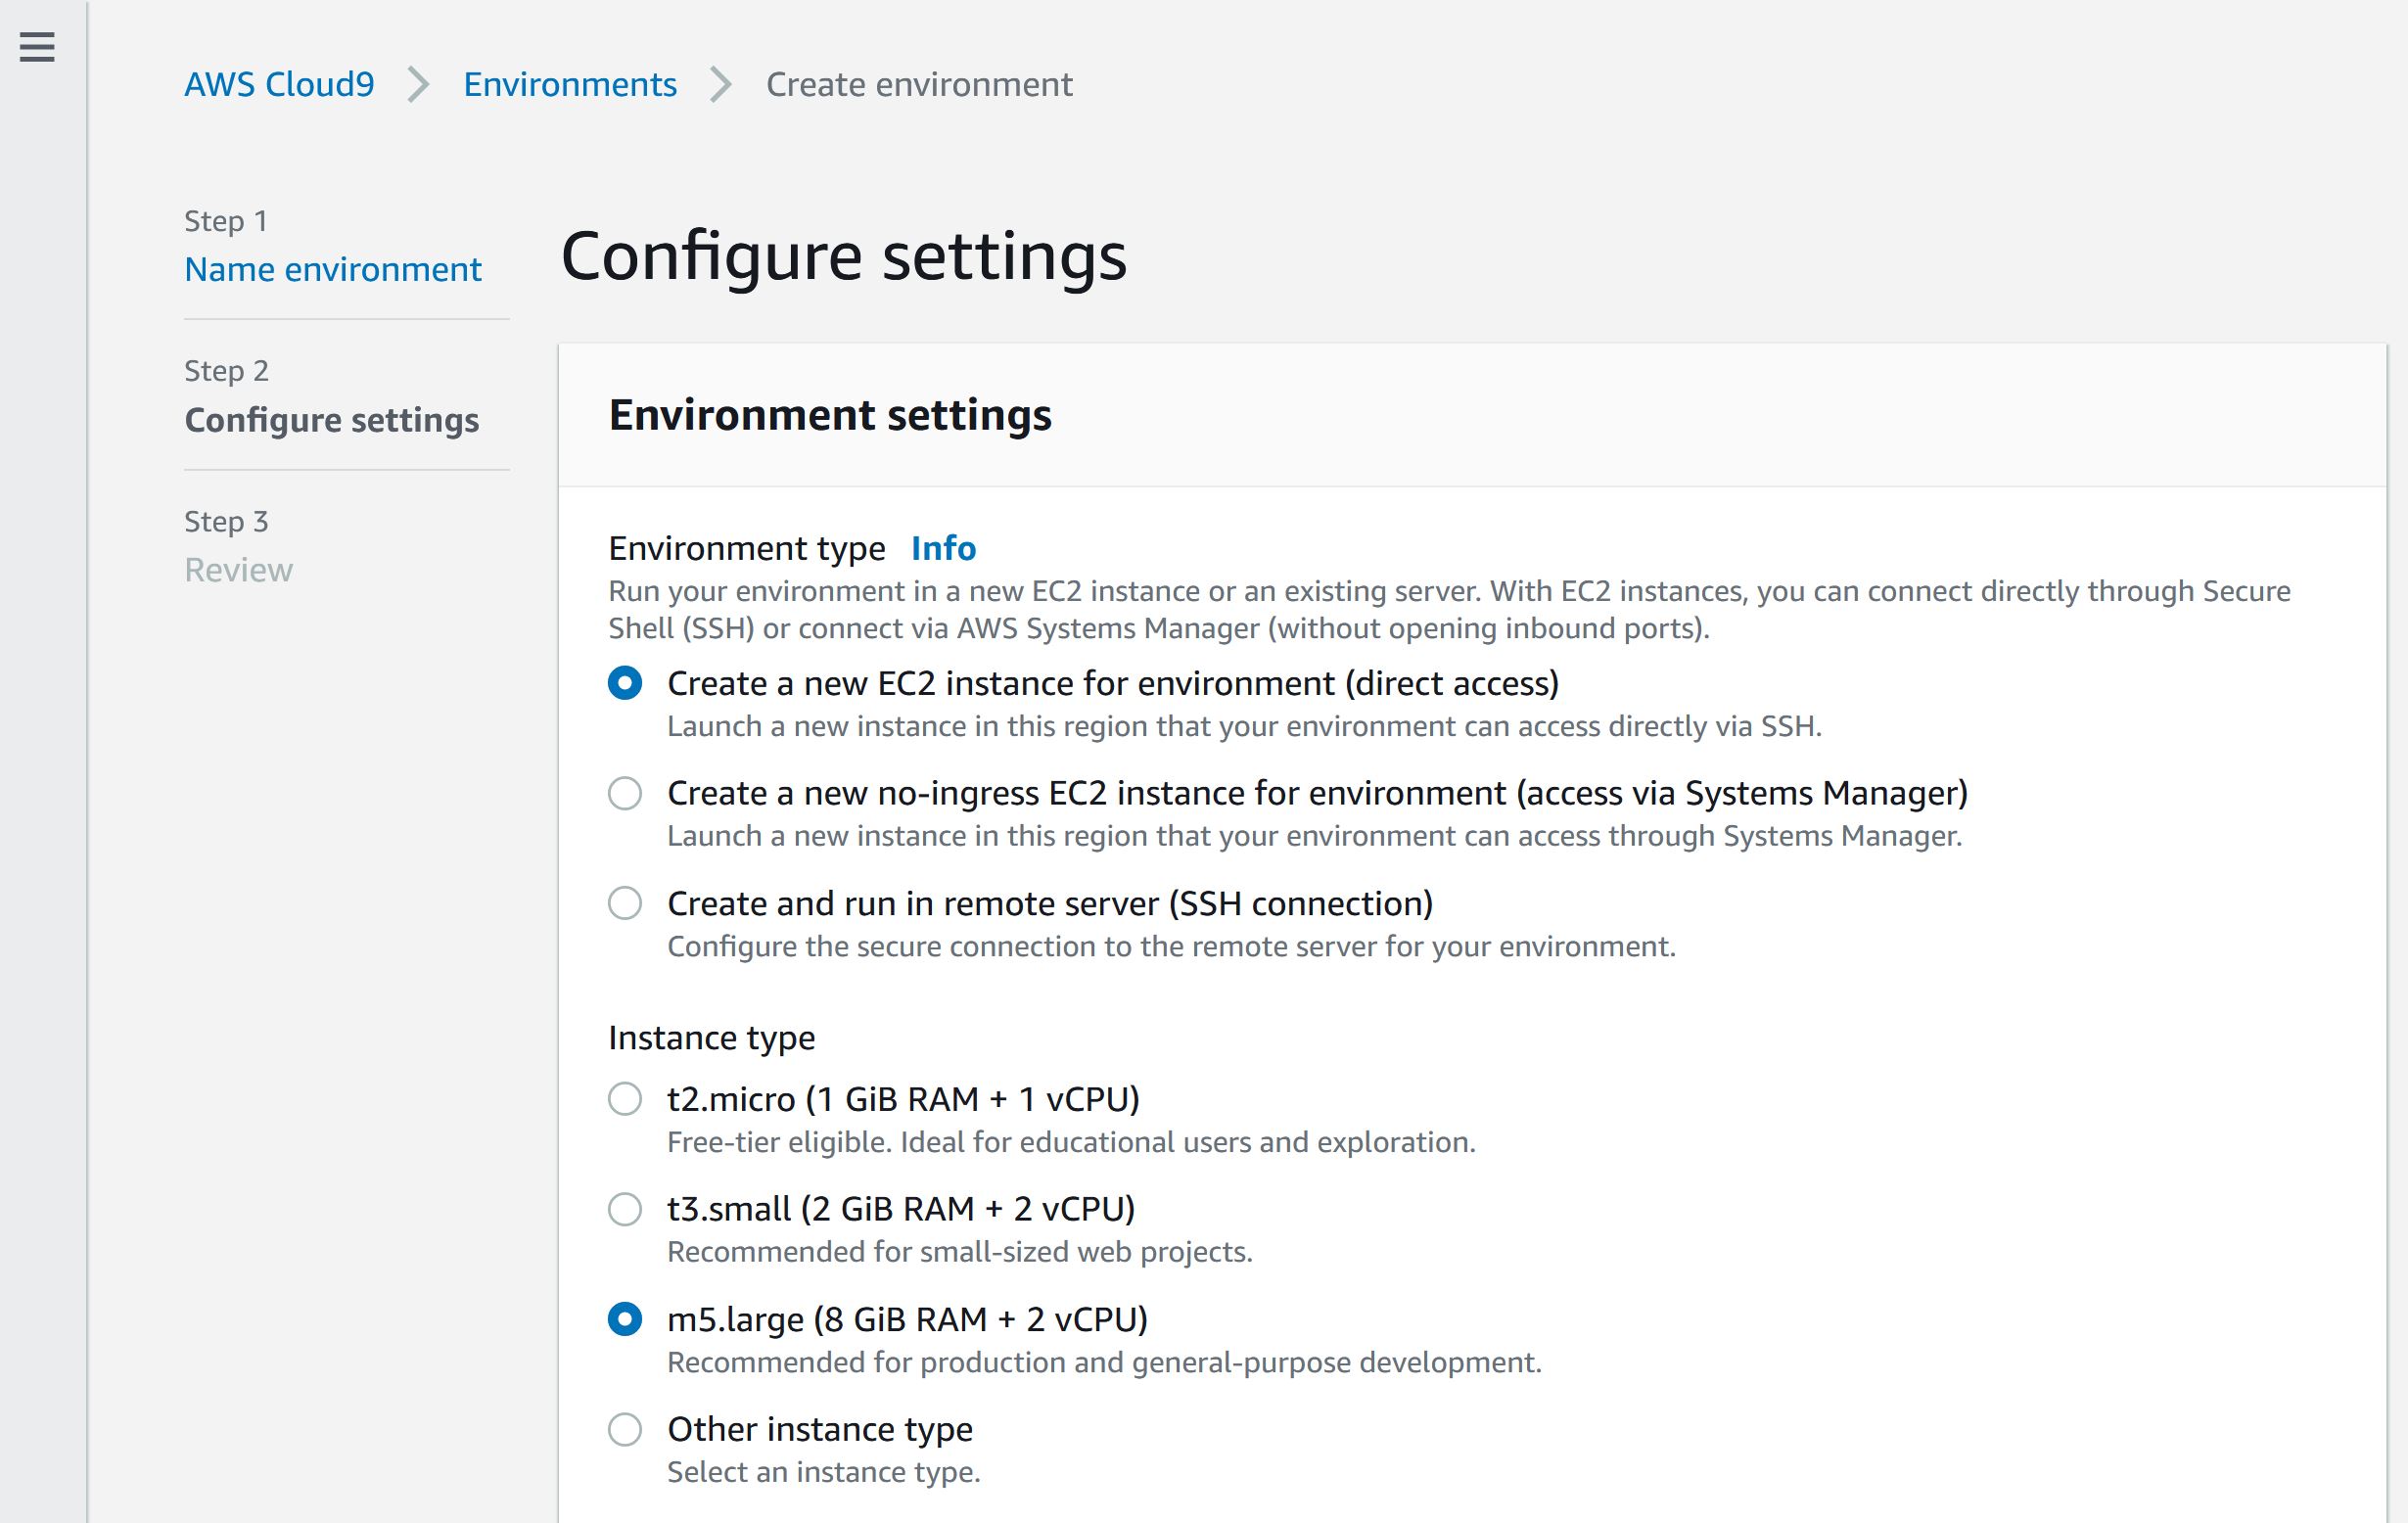 AWS Cloud9 Environments Create environment
Step 1
Name environment
Step 2
Configure settings
Step 3
Review
Configure settings
Environment settings
Environment type Info
Run your environment in a new EC2 instance or an existing server. With EC2 instances, you can connect directly through Secure
Shell (SSH) or connect via AWS Systems Manager (without opening inbound ports).
Create a new EC2 instance for environment (direct access)
Launch a new instance in this region that your environment can access directly via SSH.
Create a new no-ingress EC2 instance for environment (access via Systems Manager)
Launch a new instance in this region that your environment can access through Systems Manager.
Create and run in remote server (SSH connection)
Configure the secure connection to the remote server for your environment.
Instance type
t2.micro (1 GiB RAM + 1 vCPU)
Free-tier eligible. Ideal for educational users and exploration.
t3.small (2 GiB RAM + 2 vCPU)
Recommended for small-sized web projects.
m5.large (8 GiB RAM + 2 vCPU)
Recommended for production and general-purpose development.
Other instance type
Select an instance type.